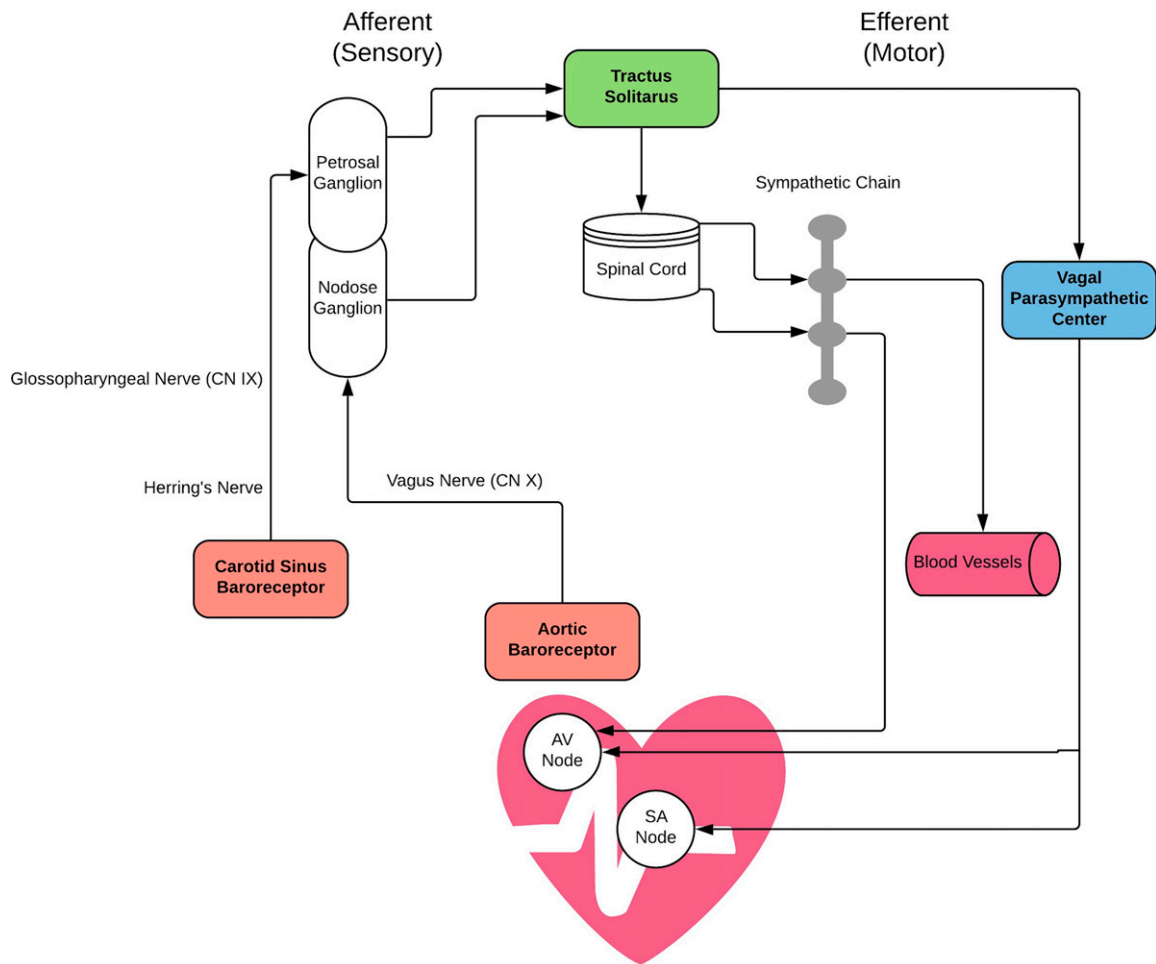 Afferent
(Sensory)
Efferent
(Motor)
Tractus
Solitarus
Petrosal
Ganglion
Sympathetic Chain
Nodose
Ganglion
Spinal Cord
Vagal
Parasympathetic
Center
Glossopharyngeal Nerve (CN IX)
Herring's Nerve
Vagus Nerve (CN X)
Carotid Sinus
Baroreceptor
Blood Vessels
Aortic
Baroreceptor
AV
Node
SA
Node